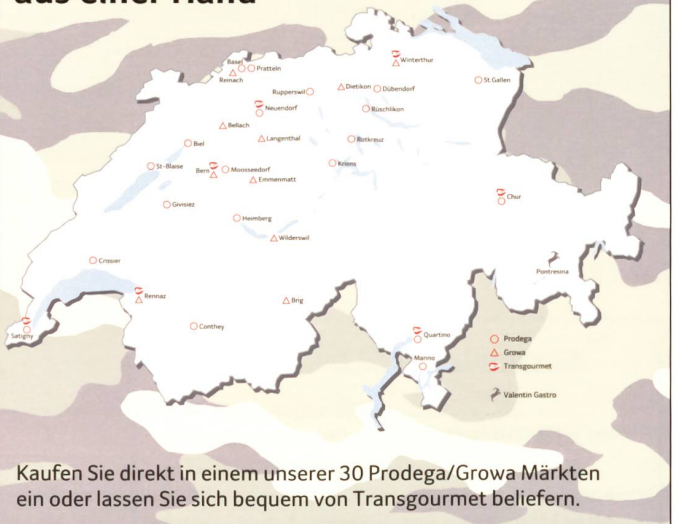 aus einer Hand
Winterthur
Basel
Pratteln
Reinach
St.Gallen
Dietikon
Dübendorf
Rupperswil
Neuendorf
Rüschlikon
Bellach
Langenthal
Rotkreuz
Biel
Kriens
St-Blaise
Bern
Moosseedorf
Emmenmatt
Chur
Givisiez
Heimberg
Wilderswil
Crissier
Pontresina
Rennaz
Brig
Conthey
Satigny
Quartino
Prodega
Growa
Manno
Transgourmet
Valentin Gastro
Kaufen Sie direkt in einem unserer 30 Prodega/Growa Märkten
ein oder lassen Sie sich bequem von Transgourmet beliefern.